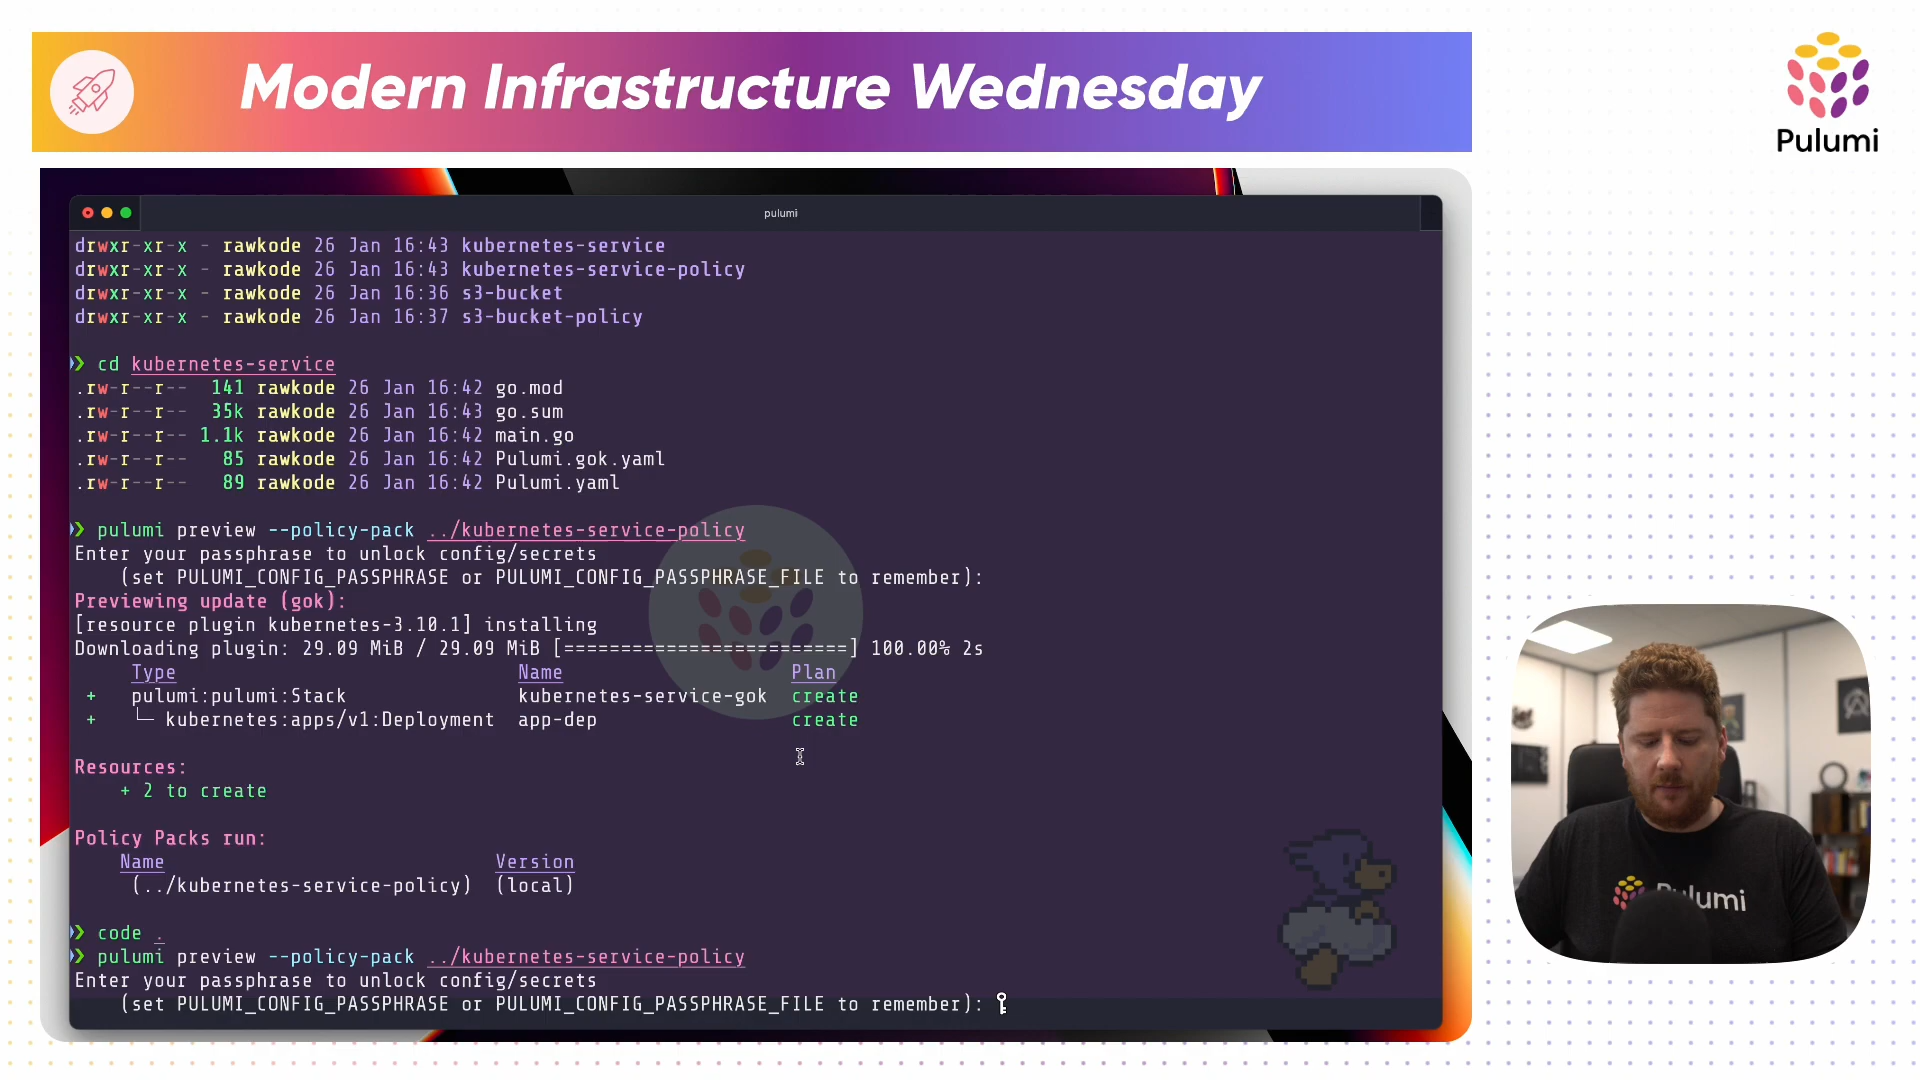 Modern Infrastructure Wednesday
Pulumi
pulumi
drwxr-xr-x - rawkode 26 Jan 16:43 kubernetes-service
drwxr-xr-x - rawkode 26 Jan 16:43 kubernetes-service-policy
drwxr-xr-x - rawkode 26 Jan 16:36 s3-bucket
drwxr-xr-x - rawkode 26 Jan 16:37 s3-bucket-policy
❯ cd kubernetes-service
.rw-r--r-- 141 rawkode 26 Jan 16:42 go.mod
.rw-r--r-- 35k rawkode 26 Jan 16:43 go.sum
.rw-r--r-- 1.1k rawkode 26 Jan 16:42 main.go
.rw-r--r-- 85 rawkode 26 Jan 16:42 Pulumi.gok.yaml
.rw-r--r-- 89 rawkode 26 Jan 16:42 Pulumi.yaml
❯ pulumi preview --policy-pack ../kubernetes-service-policy
Enter your passphrase to unlock config/secrets
(set PULUMI_CONFIG_PASSPHRASE or PULUMI_CONFIG_PASSPHRASE_FILE to remember):
Previewing update (gok):
[resource plugin kubernetes-3.10.1] installing
Downloading plugin: 29.09 MiB / 29.09 MiB [=========================] 100.00% 2s
Type Name Plan
+ pulumi:pulumi:Stack kubernetes-service-gok create
+ └─ kubernetes:apps/v1:Deployment app-dep create
Resources:
+ 2 to create
Policy Packs run:
Name Version
(../kubernetes-service-policy) (local)
❯ code .
❯ pulumi preview --policy-pack ../kubernetes-service-policy
Enter your passphrase to unlock config/secrets
(set PULUMI_CONFIG_PASSPHRASE or PULUMI_CONFIG_PASSPHRASE_FILE to remember):
Pulumi